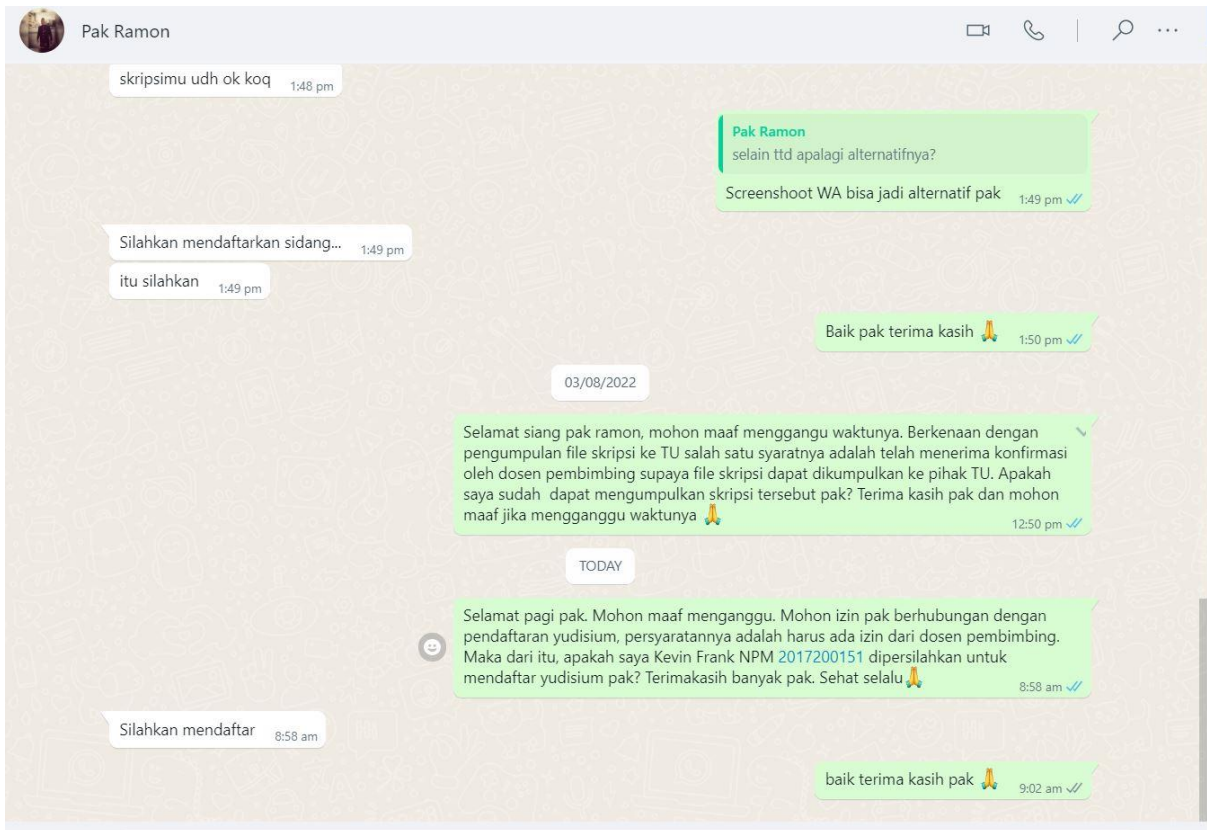 Pak Ramon
skripsimu udh ok koq 1:48 pm
Pak Ramon
selain ttd apalagi alternatifnya?
Screenshoot WA bisa jadi alternatif pak 1:49 pm
Silahkan mendaftarkan sidang... 1:49 pm
itu silahkan 1:49 pm
Baik pak terima kasih 🙏 1:50 pm
03/08/2022
Selamat siang pak ramon, mohon maaf menggangu waktunya. Berkenaan dengan
pengumpulan file skripsi ke TU salah satu syaratnya adalah telah menerima konfirmasi
oleh dosen pembimbing supaya file skripsi dapat dikumpulkan ke pihak TU. Apakah
saya sudah dapat mengumpulkan skripsi tersebut pak? Terima kasih pak dan mohon
maaf jika mengganggu waktunya 🙏 12:50 pm
TODAY
Selamat pagi pak. Mohon maaf menganggu. Mohon izin pak berhubungan dengan
pendaftaran yudisium, persyaratannya adalah harus ada izin dari dosen pembimbing.
Maka dari itu, apakah saya Kevin Frank NPM 2017200151 dipersilahkan untuk
mendaftar yudisium pak? Terimakasih banyak pak. Sehat selalu🙏 8:58 am
Silahkan mendaftar 8:58 am
baik terima kasih pak 🙏 9:02 am